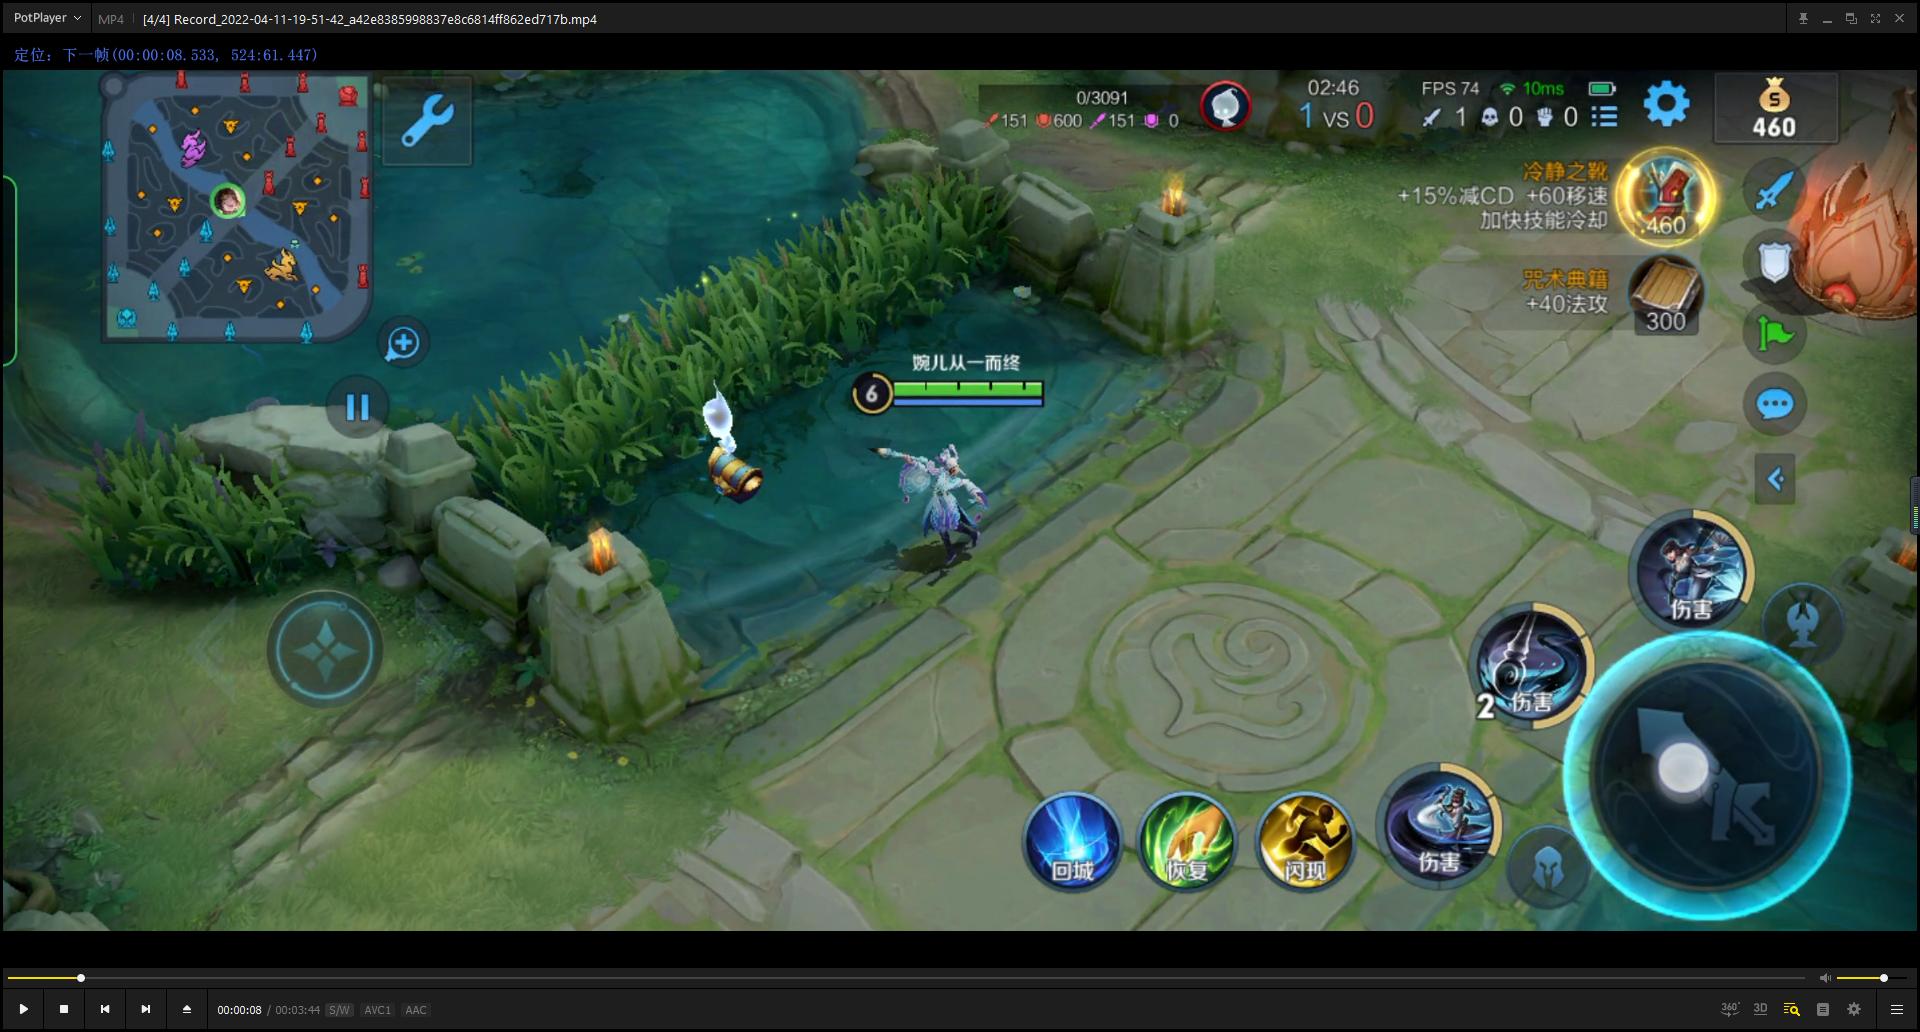 PotPlayer MP4 [4/4] Record_2022-04-11-19-51-42_a42e8385998837e8c6814ff862ed717b.mp4
定位: 下一帧(00:00:08.533, 524:61.447)
0/3091
151 600 151 0
02:46
1 VS 0
FPS 74 10ms
1 0 0
S
460
冷静之靴
+15%减CD +60移速
加快技能冷却
460
咒术典籍
+40法攻
300
婉儿从一而终
6
伤害
2 伤害
伤害
回城
恢复
闪现
00:00:08 / 00:03:44 S/W AVC1 AAC
360° 3D